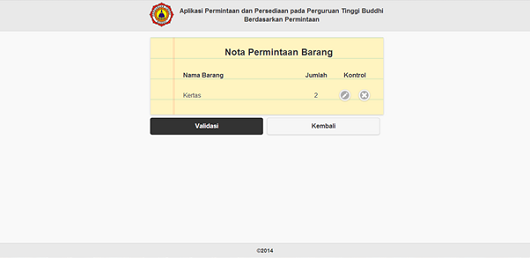 Aplikasi Permintaan dan Persediaan pada Perguruan Tinggi Buddhi
Berdasarkan Permintaan
Nota Permintaan Barang
Nama Barang Jumlah Kontrol
Kertas 2
Validasi Kembali
©2014